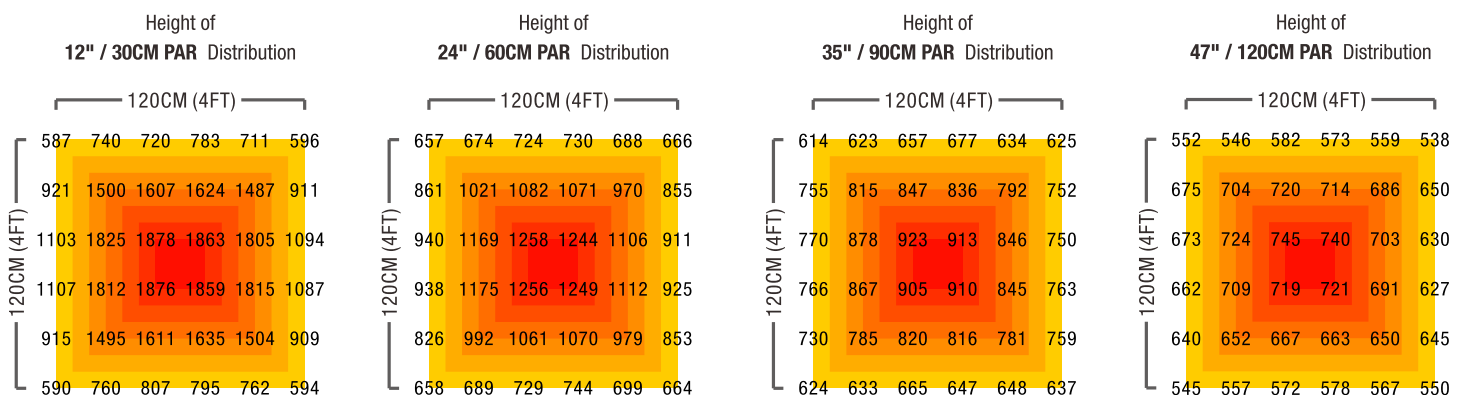 Height of
12" / 30CM PAR Distribution
120CM (4FT)
120CM (4FT)
587 740 720 783 711 596
921 1500 1607 1624 1487 911
1103 1825 1878 1863 1805 1094
1107 1812 1876 1859 1815 1087
915 1495 1611 1635 1504 909
590 760 807 795 762 594
Height of
24" / 60CM PAR Distribution
120CM (4FT)
120CM (4FT)
657 674 724 730 688 666
861 1021 1082 1071 970 855
940 1169 1258 1244 1106 911
938 1175 1256 1249 1112 925
826 992 1061 1070 979 853
658 689 729 744 699 664
Height of
35" / 90CM PAR Distribution
120CM (4FT)
120CM (4FT)
614 623 657 677 634 625
755 815 847 836 792 752
770 878 923 913 846 750
766 867 905 910 845 763
730 785 820 816 781 759
624 633 665 647 648 637
Height of
47" / 120CM PAR Distribution
120CM (4FT)
120CM (4FT)
552 546 582 573 559 538
675 704 720 714 686 650
673 724 745 740 703 630
662 709 719 721 691 627
640 652 667 663 650 645
545 557 572 578 567 550